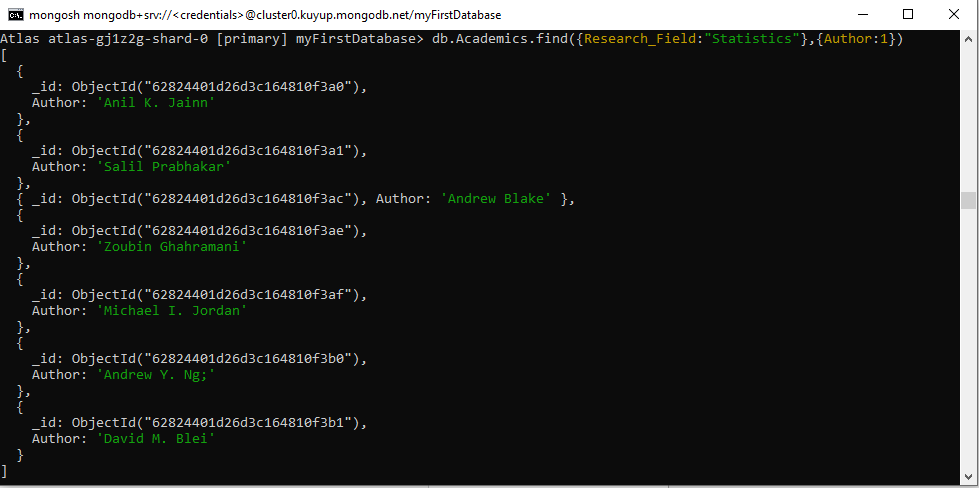 mongosh mongodb+srv://<credentials>@cluster0.kuyup.mongodb.net/myFirstDatabase
Atlas atlas-gj1z2g-shard-0 [primary] myFirstDatabase> db.Academics.find({Research_Field:"Statistics"},{Author:1})
[
  {
    _id: ObjectId("62824401d26d3c164810f3a0"),
    Author: 'Anil K. Jainn'
  },
  {
    _id: ObjectId("62824401d26d3c164810f3a1"),
    Author: 'Salil Prabhakar'
  },
  { _id: ObjectId("62824401d26d3c164810f3ac"), Author: 'Andrew Blake' },
  {
    _id: ObjectId("62824401d26d3c164810f3ae"),
    Author: 'Zoubin Ghahramani'
  },
  {
    _id: ObjectId("62824401d26d3c164810f3af"),
    Author: 'Michael I. Jordan'
  },
  {
    _id: ObjectId("62824401d26d3c164810f3b0"),
    Author: 'Andrew Y. Ng;'
  },
  {
    _id: ObjectId("62824401d26d3c164810f3b1"),
    Author: 'David M. Blei'
  }
]